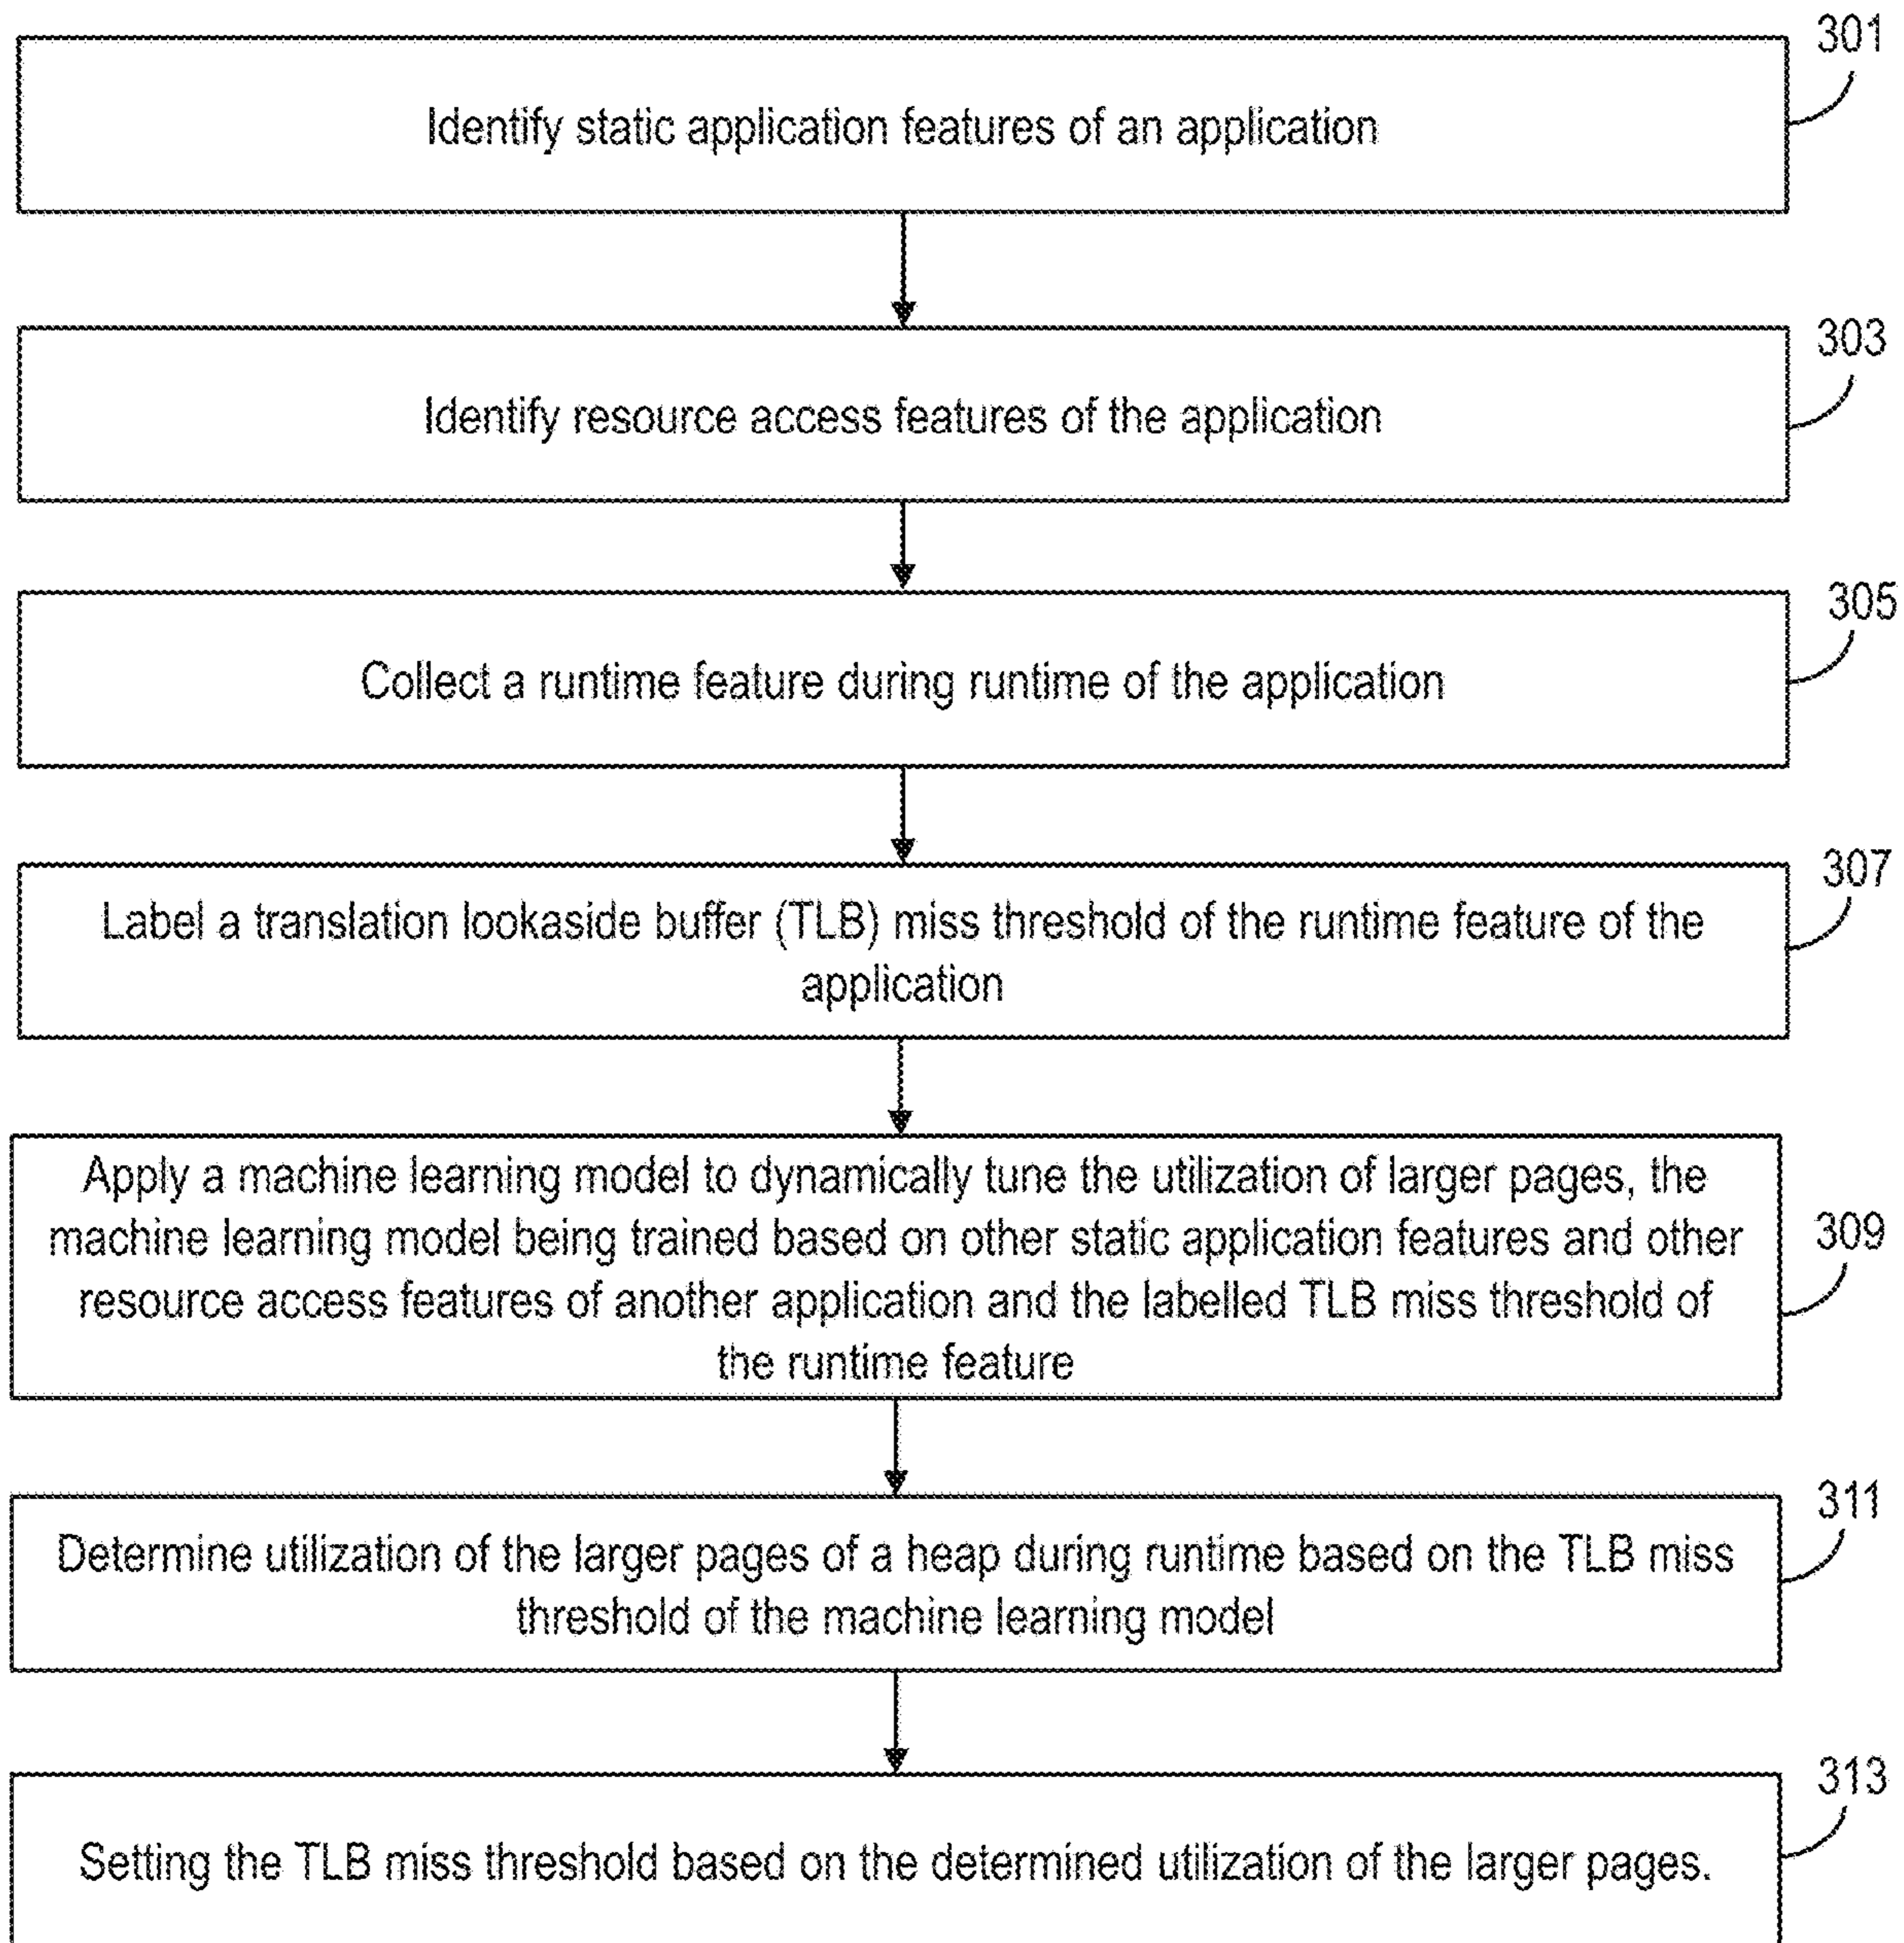 301
Identify static application features of an application
303
Identify resource access features of the application
305
Collect a runtime feature during runtime of the application
307
Label a translation lookaside buffer (TLB) miss threshold of the runtime feature of the
application
Apply a machine learning model to dynamically tune the utilization of larger pages, the
machine learning model being trained based on other static application features and other
resource access features of another application and the labelled TLB miss threshold of
the runtime feature
309
311
Determine utilization of the larger pages of a heap during runtime based on the TLB miss
threshold of the machine learning model
313
Setting the TLB miss threshold based on the determined utilization of the larger pages.